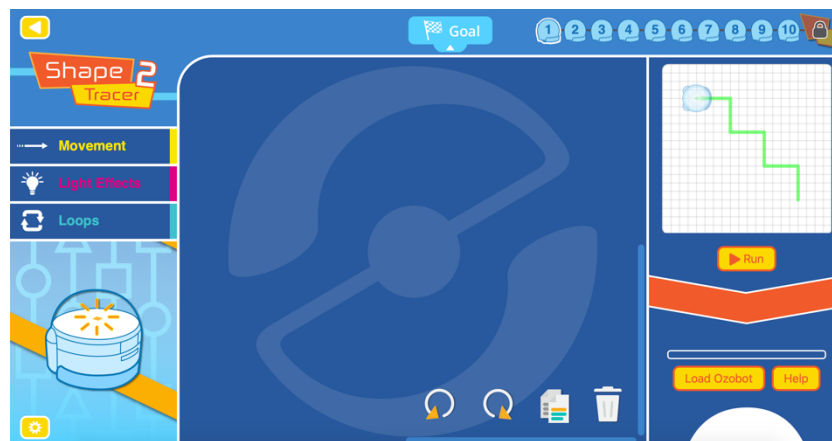 Goal
1 2 3 4 5 6 7 8 9 10
Shape 2
Tracer
Movement
Light Effects
Loops
Run
Load Ozobot
Help